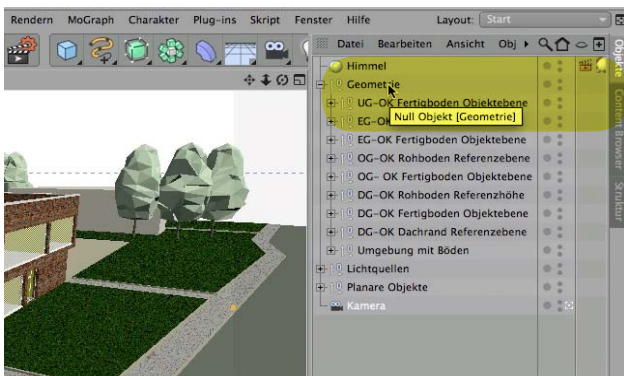 Rendern MoGraph Charakter Plug-ins Skript Fenster Hilfe Layout: Start
Datei Bearbeiten Ansicht Obj
Himmel
Geometrie
UG-OK Fertigboden Objektebene
EG-OK
Null Objekt [Geometrie]
EG-OK Fertigboden Objektebene
OG-OK Rohboden Referenzebene
OG- OK Fertigboden Objektebene
DG-OK Rohboden Referenzhöhe
DG-OK Fertigboden Objektebene
DG-OK Dachrand Referenzebene
Umgebung mit Böden
Lichtquellen
Planare Objekte
Kamera
Objekte
Content Browser
Struktur